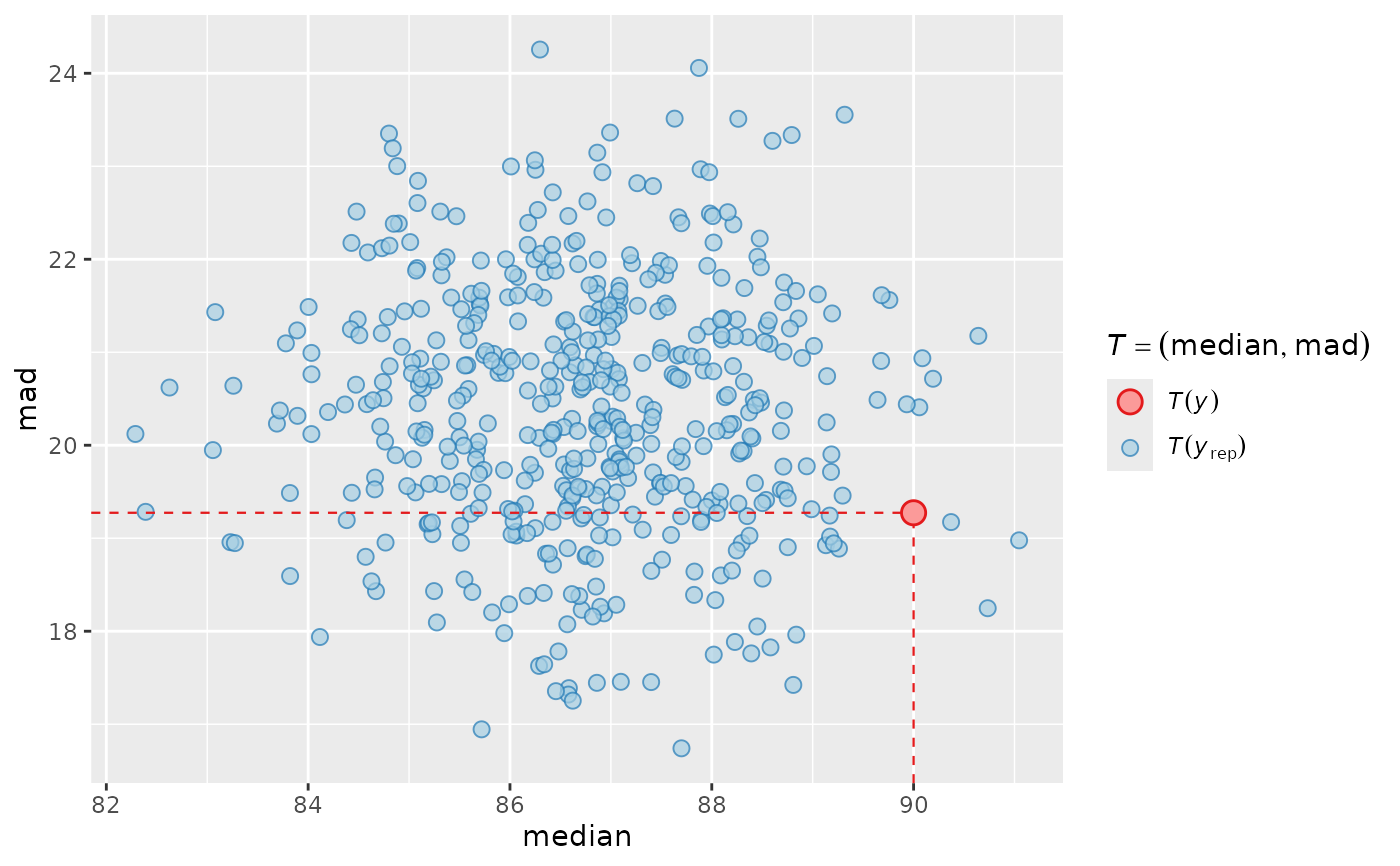 24
22
20
18
mad
82 84 86 88 90
median
T = (median, mad)
T(y)
T(yrep)